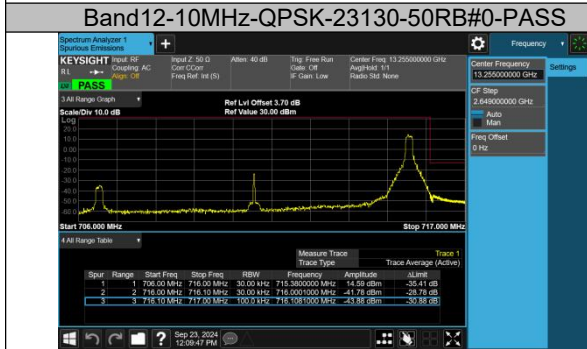 Band12-10MHz-QPSK-23130-50RB#0-PASS
Spectrum Analyzer 1
Spurious Emissions
Frequency
KEYSIGHT
Input: RF
Input Z: 50 Ω
Atten: 40 dB
Trig: Free Run
Center Freq: 13.255000000 GHz
RL
Coupling: AC
Corr CCorr
Gate: Off
Avg|Hold: 1/1
Align: Off
Freq Ref: Int (S)
IF Gain: Low
Radio Std: None
PASS
Center Frequency
13.255000000 GHz
Settings
CF Step
2.649000000 GHz
Auto
Man
Freq Offset
0 Hz
3 All Range Graph
Ref Lvl Offset 3.70 dB
Scale/Div 10.0 dB
Ref Value 30.00 dBm
Log
20.0
10.0
0.00
-10.0
-20.0
-30.0
-40.0
-50.0
-60.0
Start 706.000 MHz
Stop 717.000 MHz
4 All Range Table
Measure Trace
Trace 1
Trace Type
Trace Average (Active)
Spur Range Start Freq Stop Freq RBW Frequency Amplitude ΔLimit
1 1 706.00 MHz 716.00 MHz 30.00 kHz 715.3800000 MHz 14.59 dBm -35.41 dB
2 2 716.00 MHz 716.10 MHz 30.00 kHz 716.0001000 MHz -41.78 dBm -28.78 dB
3 3 716.10 MHz 717.00 MHz 100.0 kHz 716.1081000 MHz -43.88 dBm -30.88 dB
Sep 23, 2024
12:09:47 PM